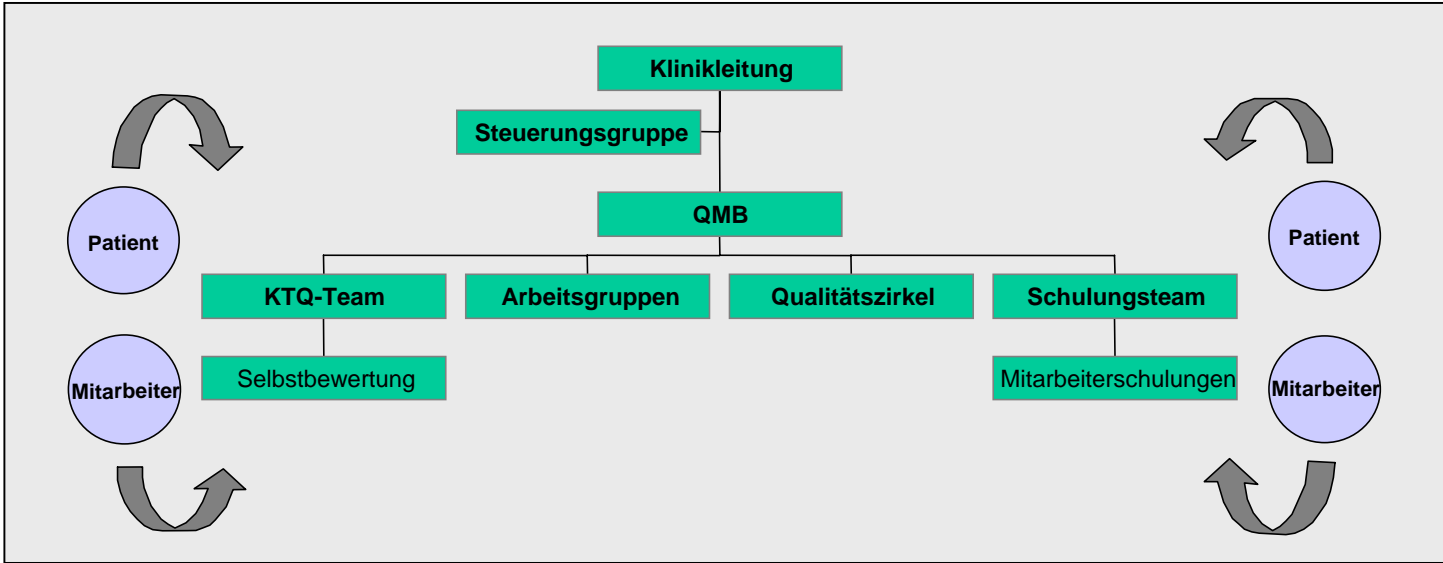 Klinikleitung
Steuerungsgruppe
QMB
Patient
Patient
KTQ-Team
Arbeitsgruppen
Qualitätszirkel
Schulungsteam
Mitarbeiter
Selbstbewertung
Mitarbeiterschulungen
Mitarbeiter